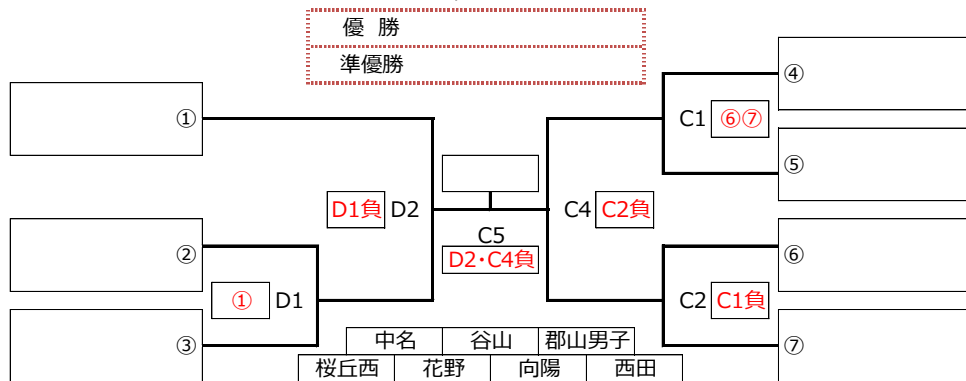 優 勝
準優勝
①
②
③
④
⑤
⑥
⑦
D1負 D2
① D1
C5
D2・C4負
C4 C2負
C1 ⑥⑦
C2 C1負
中名 谷山 郡山男子
桜丘西 花野 向陽 西田